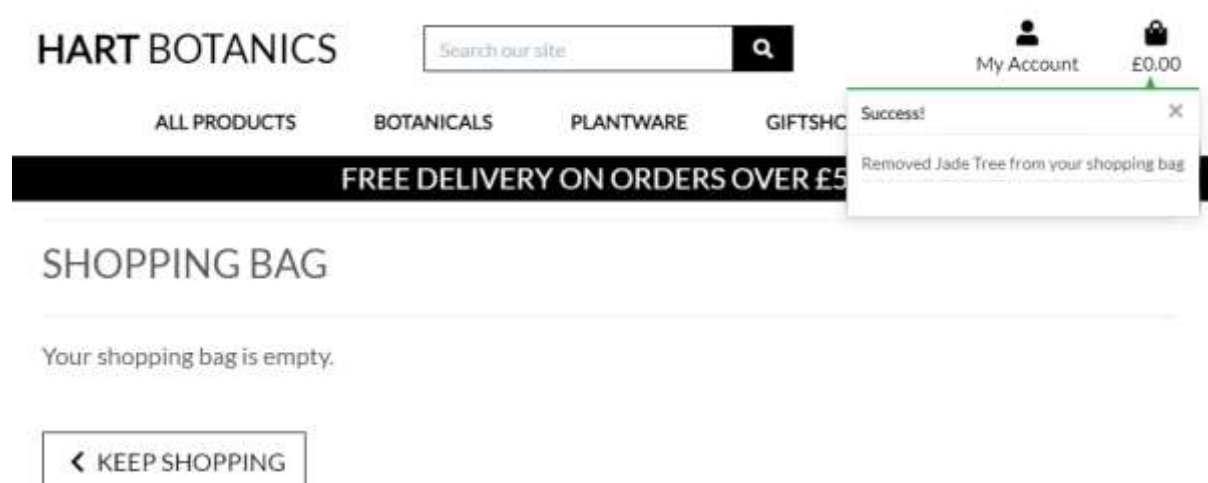 HART BOTANICS
Search our site
My Account
£0.00
ALL PRODUCTS
BOTANICALS
PLANTWARE
GIFTSHO
Success!
×
Removed Jade Tree from your shopping bag
FREE DELIVERY ON ORDERS OVER £5
SHOPPING BAG
Your shopping bag is empty.
KEEP SHOPPING